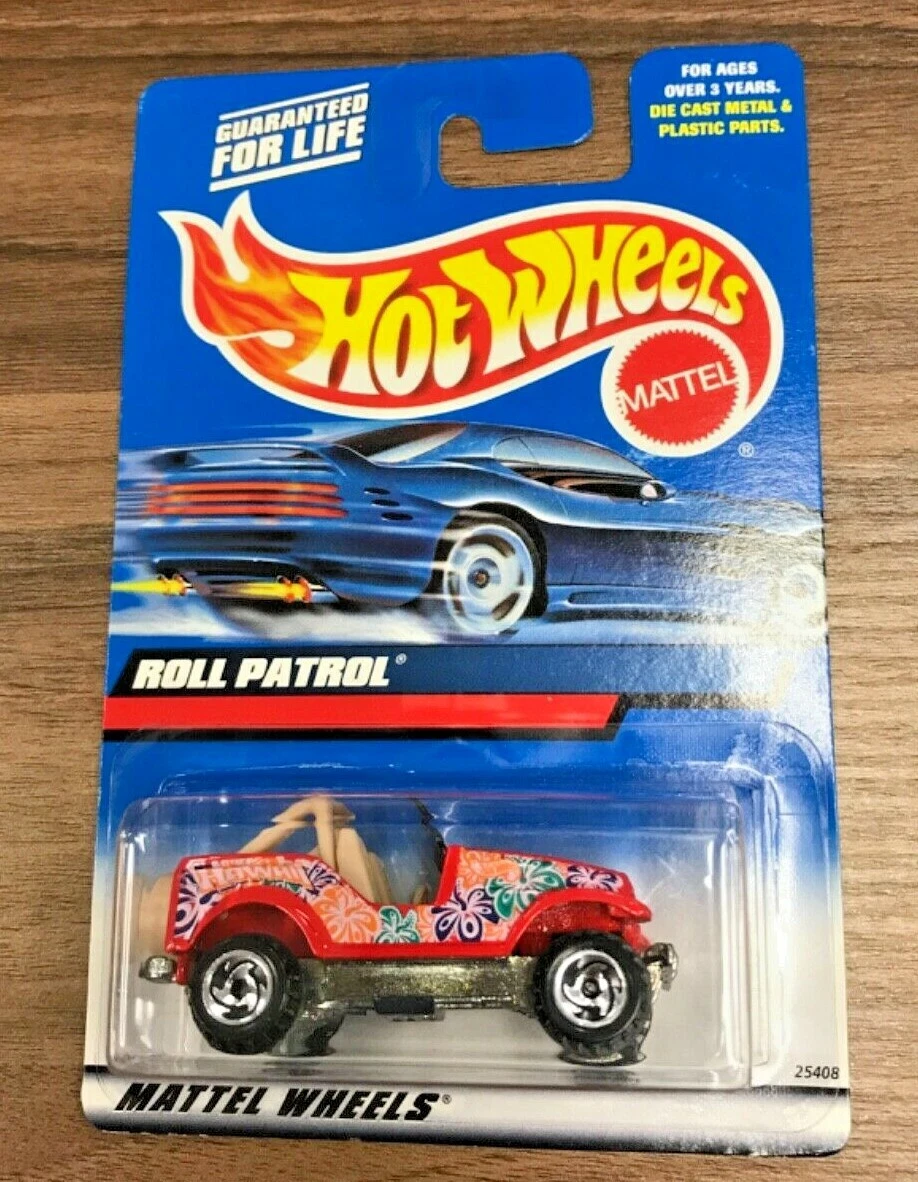 GUARANTEED
FOR LIFE
FOR AGES
OVER 3 YEARS.
DIE CAST METAL &
PLASTIC PARTS.
HOT WHEELS
MATTEL
®
ROLL PATROL®
Hawaii
25408
MATTEL WHEELS®